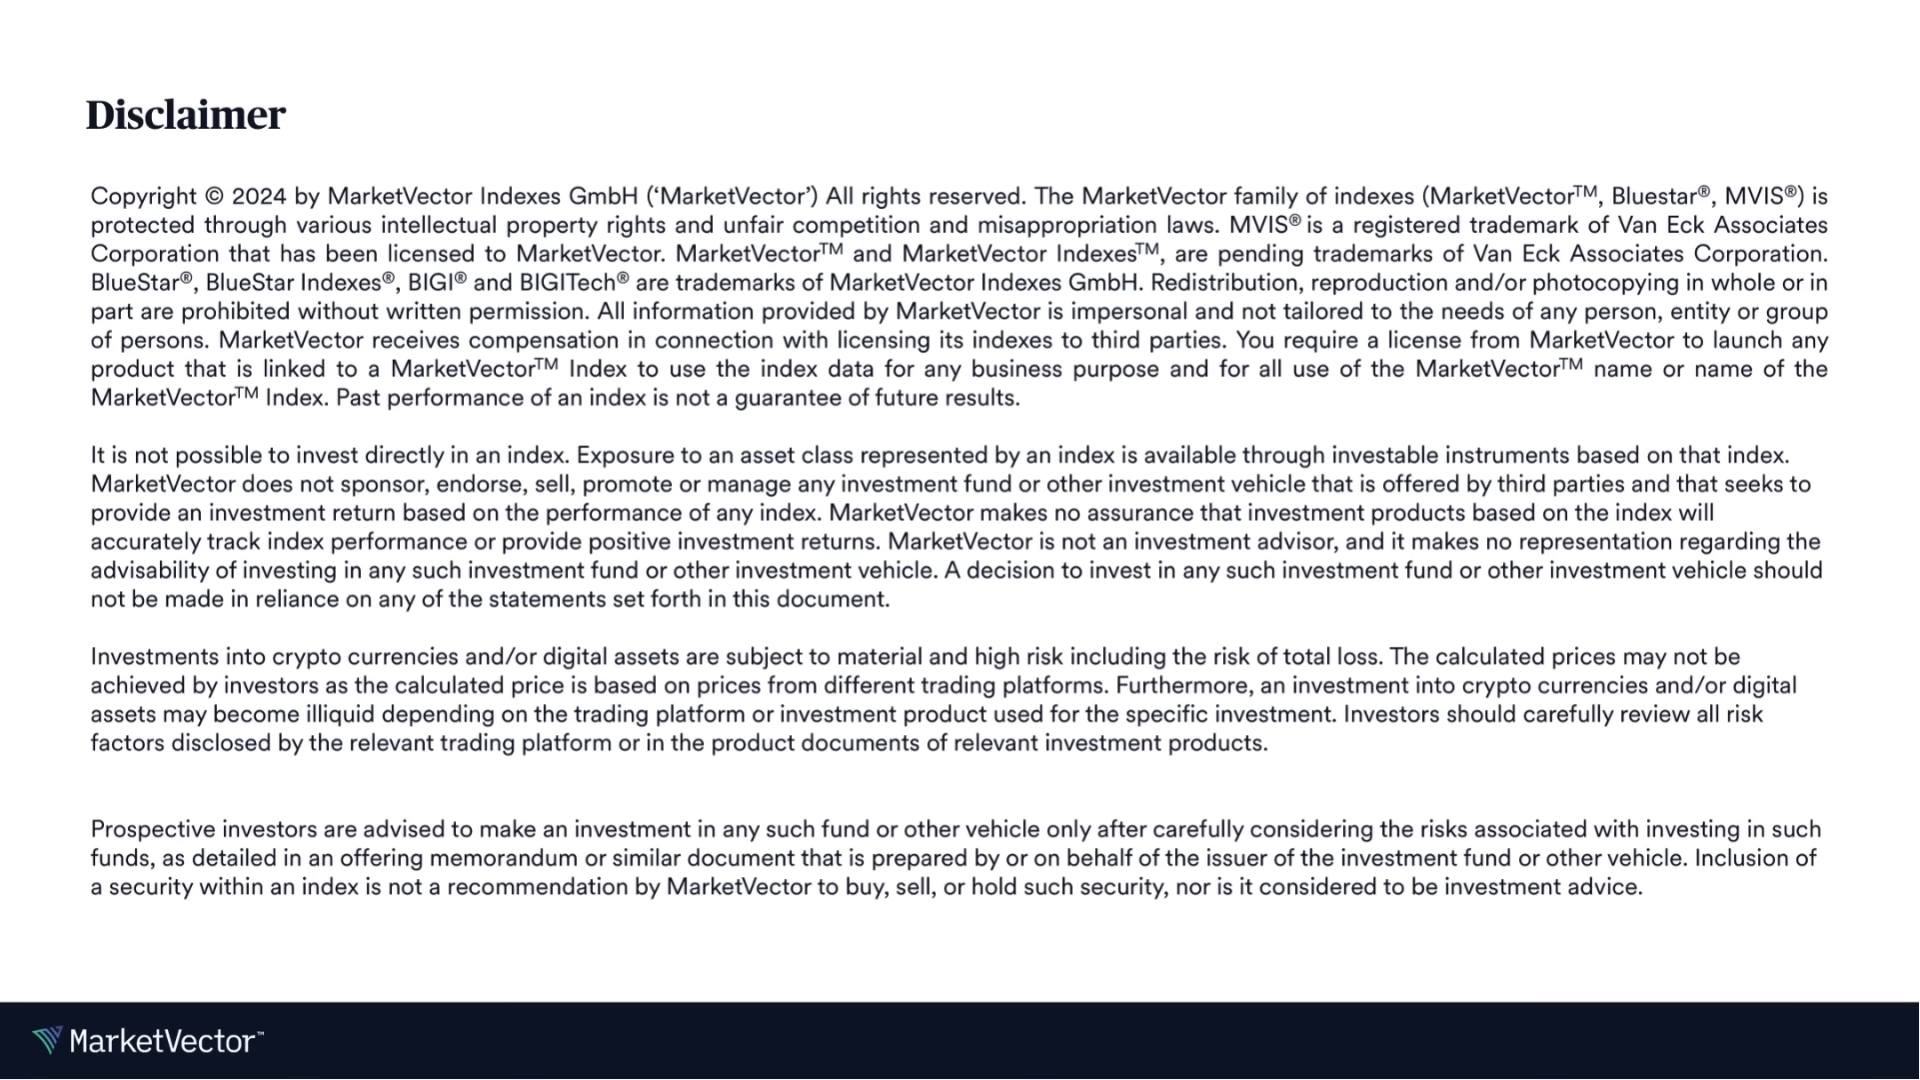 Disclaimer
Copyright © 2024 by MarketVector Indexes GmbH (‘MarketVector’) All rights reserved. The MarketVector family of indexes (MarketVector™, Bluestar®, MVIS®) is
protected through various intellectual property rights and unfair competition and misappropriation laws. MVIS® is a registered trademark of Van Eck Associates
Corporation that has been licensed to MarketVector. MarketVector™ and MarketVector Indexes™, are pending trademarks of Van Eck Associates Corporation.
BlueStar®, BlueStar Indexes®, BIGI® and BIGITech® are trademarks of MarketVector Indexes GmbH. Redistribution, reproduction and/or photocopying in whole or in
part are prohibited without written permission. All information provided by MarketVector is impersonal and not tailored to the needs of any person, entity or group
of persons. MarketVector receives compensation in connection with licensing its indexes to third parties. You require a license from MarketVector to launch any
product that is linked to a MarketVector™ Index to use the index data for any business purpose and for all use of the MarketVector™ name or name of the
MarketVector™ Index. Past performance of an index is not a guarantee of future results.
It is not possible to invest directly in an index. Exposure to an asset class represented by an index is available through investable instruments based on that index.
MarketVector does not sponsor, endorse, sell, promote or manage any investment fund or other investment vehicle that is offered by third parties and that seeks to
provide an investment return based on the performance of any index. MarketVector makes no assurance that investment products based on the index will
accurately track index performance or provide positive investment returns. MarketVector is not an investment advisor, and it makes no representation regarding the
advisability of investing in any such investment fund or other investment vehicle. A decision to invest in any such investment fund or other investment vehicle should
not be made in reliance on any of the statements set forth in this document.
Investments into crypto currencies and/or digital assets are subject to material and high risk including the risk of total loss. The calculated prices may not be
achieved by investors as the calculated price is based on prices from different trading platforms. Furthermore, an investment into crypto currencies and/or digital
assets may become illiquid depending on the trading platform or investment product used for the specific investment. Investors should carefully review all risk
factors disclosed by the relevant trading platform or in the product documents of relevant investment products.
Prospective investors are advised to make an investment in any such fund or other vehicle only after carefully considering the risks associated with investing in such
funds, as detailed in an offering memorandum or similar document that is prepared by or on behalf of the issuer of the investment fund or other vehicle. Inclusion of
a security within an index is not a recommendation by MarketVector to buy, sell, or hold such security, nor is it considered to be investment advice.
MarketVector™